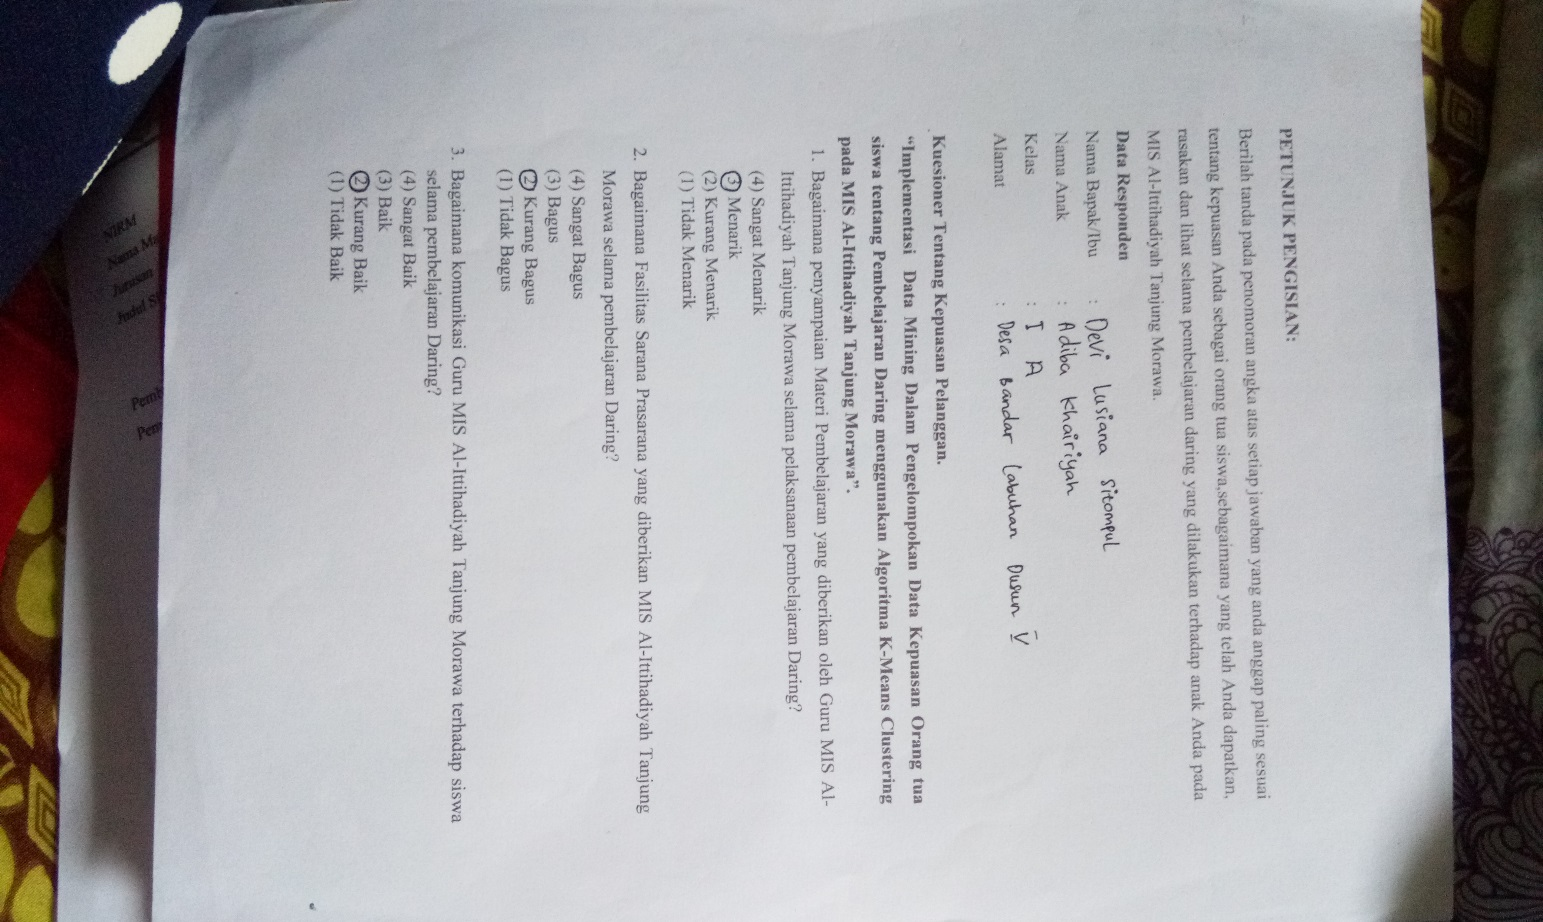 PETUNJUK PENGISIAN:
Berilah tanda pada penomoran angka atas setiap jawaban yang anda anggap paling sesuai
tentang kepuasan Anda sebagai orang tua siswa,sebagaimana yang telah Anda dapatkan,
rasakan dan lihat selama pembelajaran daring yang dilakukan terhadap anak Anda pada
MIS Al-Ittihadiyah Tanjung Morawa.
Data Responden
Nama Bapak/Ibu : Devi Lusiana Sitompul
Nama Anak : Adiba Khairiyah
Kelas : I A
Alamat : Desa Bandar Labuhan Dusun V
Kuesioner Tentang Kepuasan Pelanggan.
“Implementasi Data Mining Dalam Pengelompokan Data Kepuasan Orang tua
siswa tentang Pembelajaran Daring menggunakan Algoritma K-Means Clustering
pada MIS Al-Ittihadiyah Tanjung Morawa”.
1. Bagaimana penyampaian Materi Pembelajaran yang diberikan oleh Guru MIS Al-
Ittihadiyah Tanjung Morawa selama pelaksanaan pembelajaran Daring?
(4) Sangat Menarik
(3) Menarik
(2) Kurang Menarik
(1) Tidak Menarik
2. Bagaimana Fasilitas Sarana Prasarana yang diberikan MIS Al-Ittihadiyah Tanjung
Morawa selama pembelajaran Daring?
(4) Sangat Bagus
(3) Bagus
(2) Kurang Bagus
(1) Tidak Bagus
3. Bagaimana komunikasi Guru MIS Al-Ittihadiyah Tanjung Morawa terhadap siswa
selama pembelajaran Daring?
(4) Sangat Baik
(3) Baik
(2) Kurang Baik
(1) Tidak Baik
NIRM
Nama
Jurusan
Judul